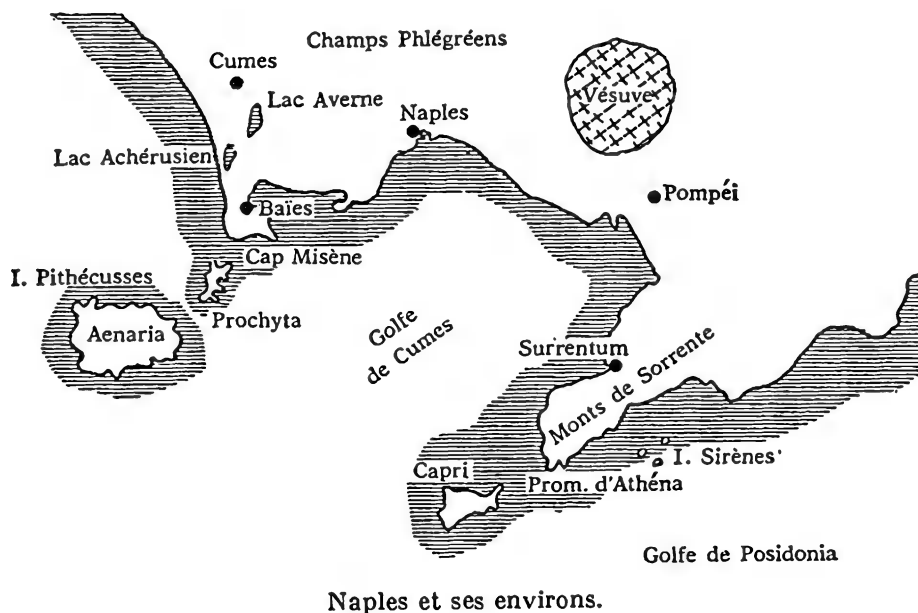 Champs Phlégréens
Cumes
Lac Averne
Vésuve
Naples
Lac Achérusien
Pompéi
Baïes
Cap Misène
I. Pithécusses
Prochyta
Aenaria
Golfe
de Cumes
Surrentum
Monts de Sorrente
Capri
I. Sirènes
Prom. d'Athéna
Golfe de Posidonia
Naples et ses environs.